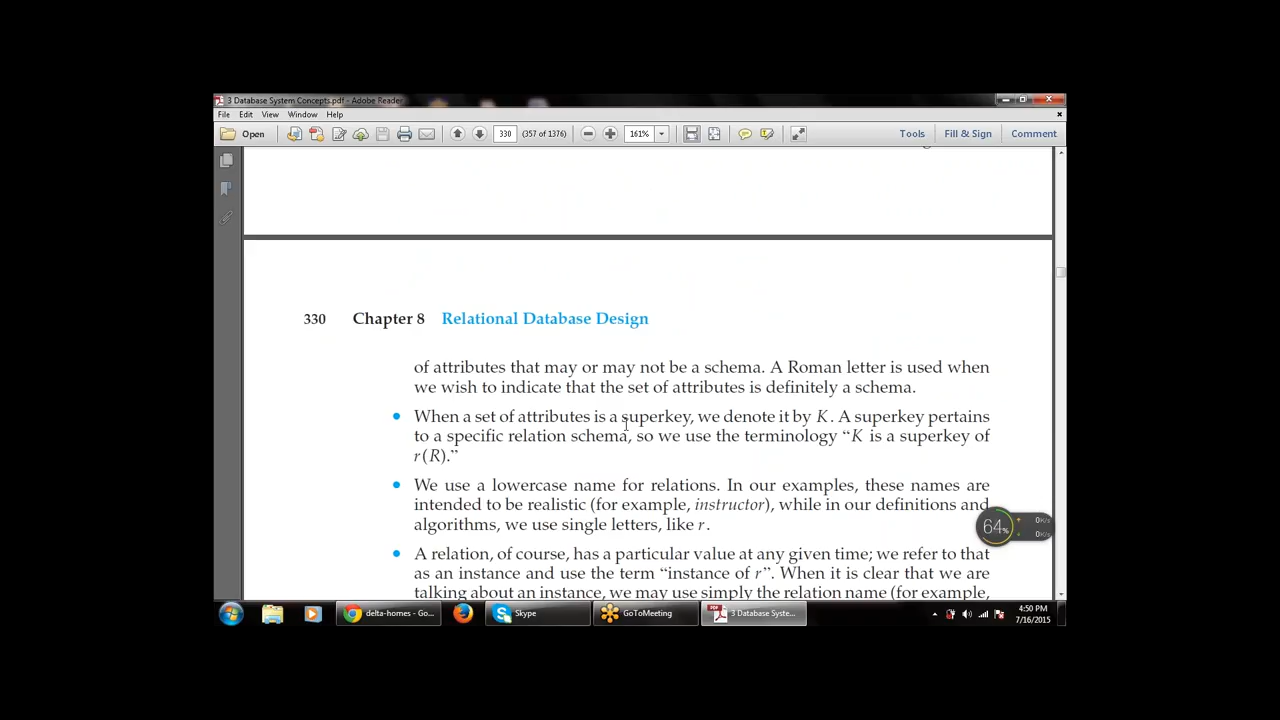 3 Database System Concepts.pdf - Adobe Reader
File Edit View Window Help
Open 330 (357 of 1376) 161% Tools Fill & Sign Comment
330 Chapter 8 Relational Database Design
of attributes that may or may not be a schema. A Roman letter is used when
we wish to indicate that the set of attributes is definitely a schema.
• When a set of attributes is a superkey, we denote it by K. A superkey pertains
to a specific relation schema, so we use the terminology “K is a superkey of
r(R).”
• We use a lowercase name for relations. In our examples, these names are
intended to be realistic (for example, instructor), while in our definitions and
algorithms, we use single letters, like r.
• A relation, of course, has a particular value at any given time; we refer to that
as an instance and use the term “instance of r”. When it is clear that we are
talking about an instance, we may use simply the relation name (for example,
64%
0K/s
0K/s
delta-homes - Go... Skype GoToMeeting 3 Database Syste... 4:50 PM
7/16/2015